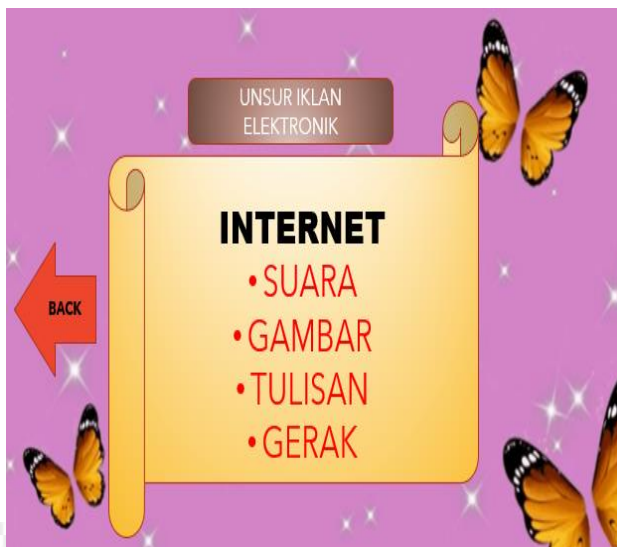 UNSUR IKLAN
ELEKTRONIK
INTERNET
•SUARA
•GAMBAR
•TULISAN
•GERAK
BACK